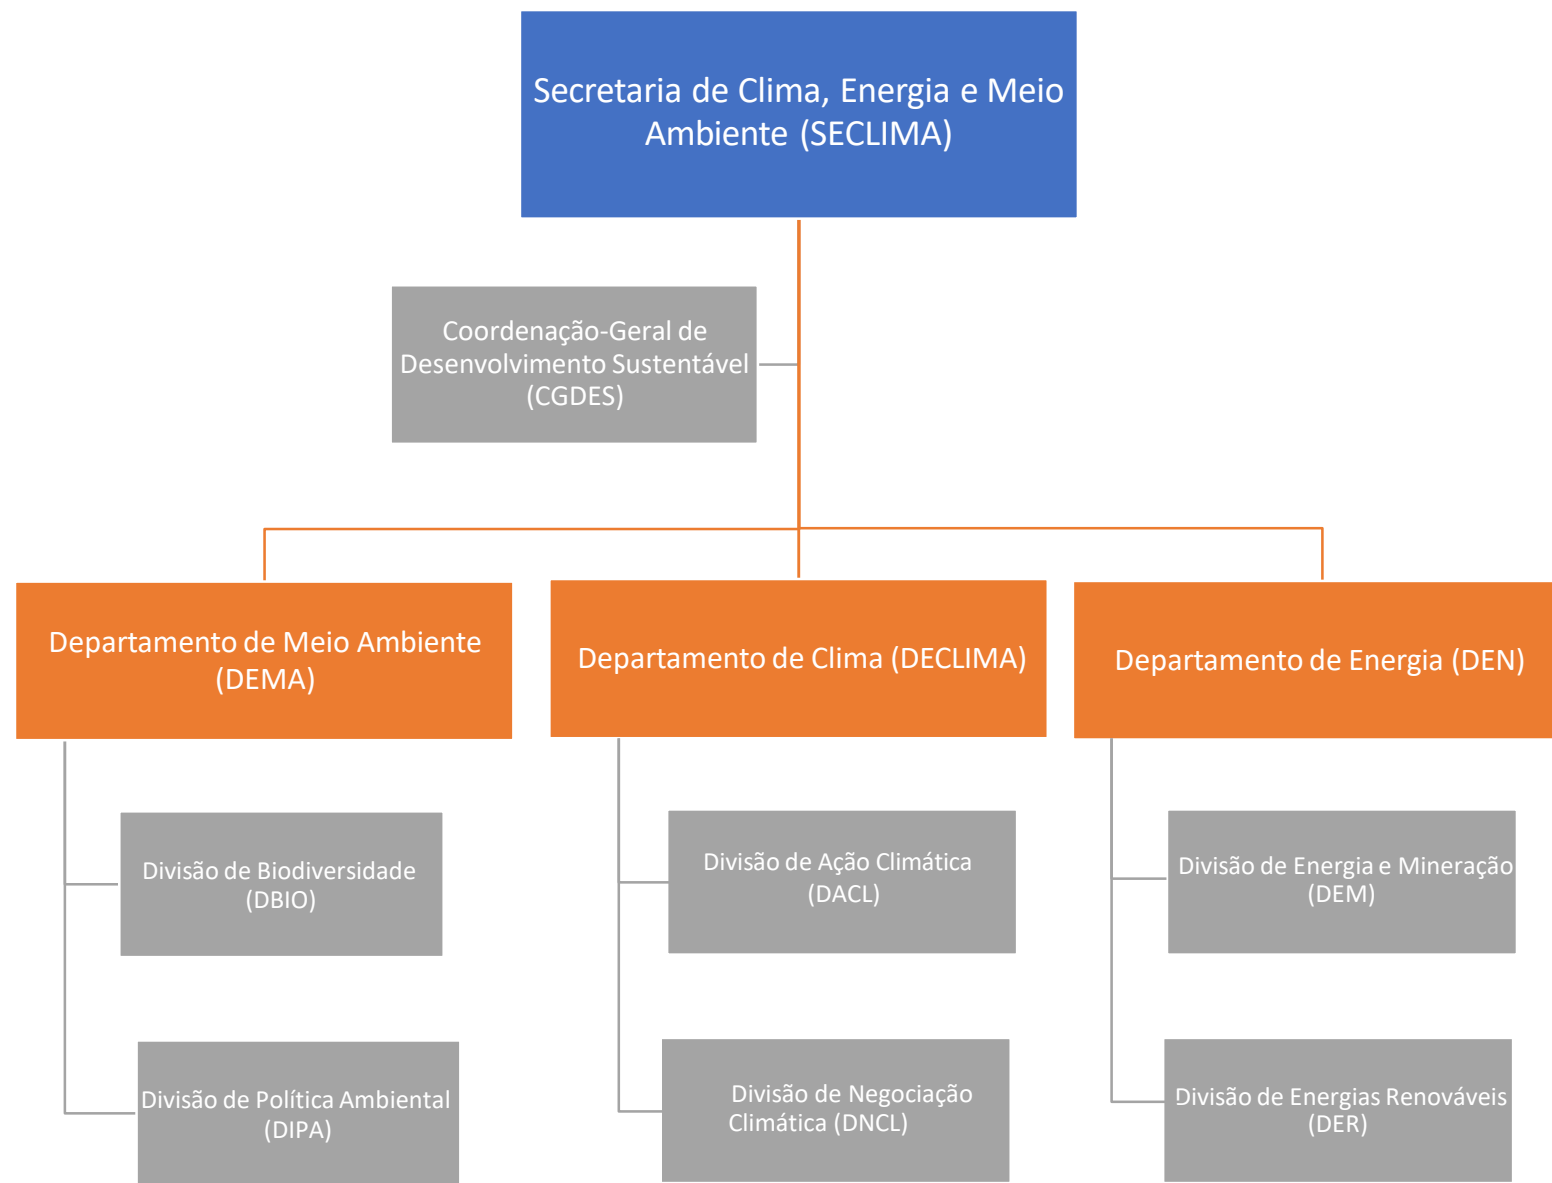 Secretaria de Clima, Energia e Meio
Ambiente (SECLIMA)
Coordenação-Geral de
Desenvolvimento Sustentável
(CGDES)
Departamento de Meio Ambiente
(DEMA)
Departamento de Clima (DECLIMA)
Departamento de Energia (DEN)
Divisão de Biodiversidade
(DBIO)
Divisão de Ação Climática
(DACL)
Divisão de Energia e Mineração
(DEM)
Divisão de Política Ambiental
(DIPA)
Divisão de Negociação
Climática (DNCL)
Divisão de Energias Renováveis
(DER)